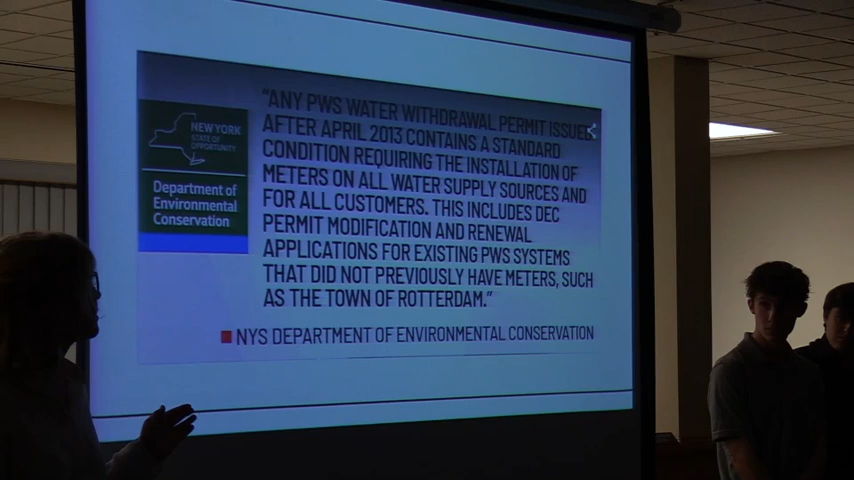 "ANY PWS WATER WITHDRAWAL PERMIT ISSUED
AFTER APRIL 2013 CONTAINS A STANDARD
CONDITION REQUIRING THE INSTALLATION OF
METERS ON ALL WATER SUPPLY SOURCES AND
FOR ALL CUSTOMERS. THIS INCLUDES DEC
PERMIT MODIFICATION AND RENEWAL
APPLICATIONS FOR EXISTING PWS SYSTEMS
THAT DID NOT PREVIOUSLY HAVE METERS, SUCH
AS THE TOWN OF ROTTERDAM."
NYS DEPARTMENT OF ENVIRONMENTAL CONSERVATION
NEW YORK
STATE OF
OPPORTUNITY
Department of
Environmental
Conservation